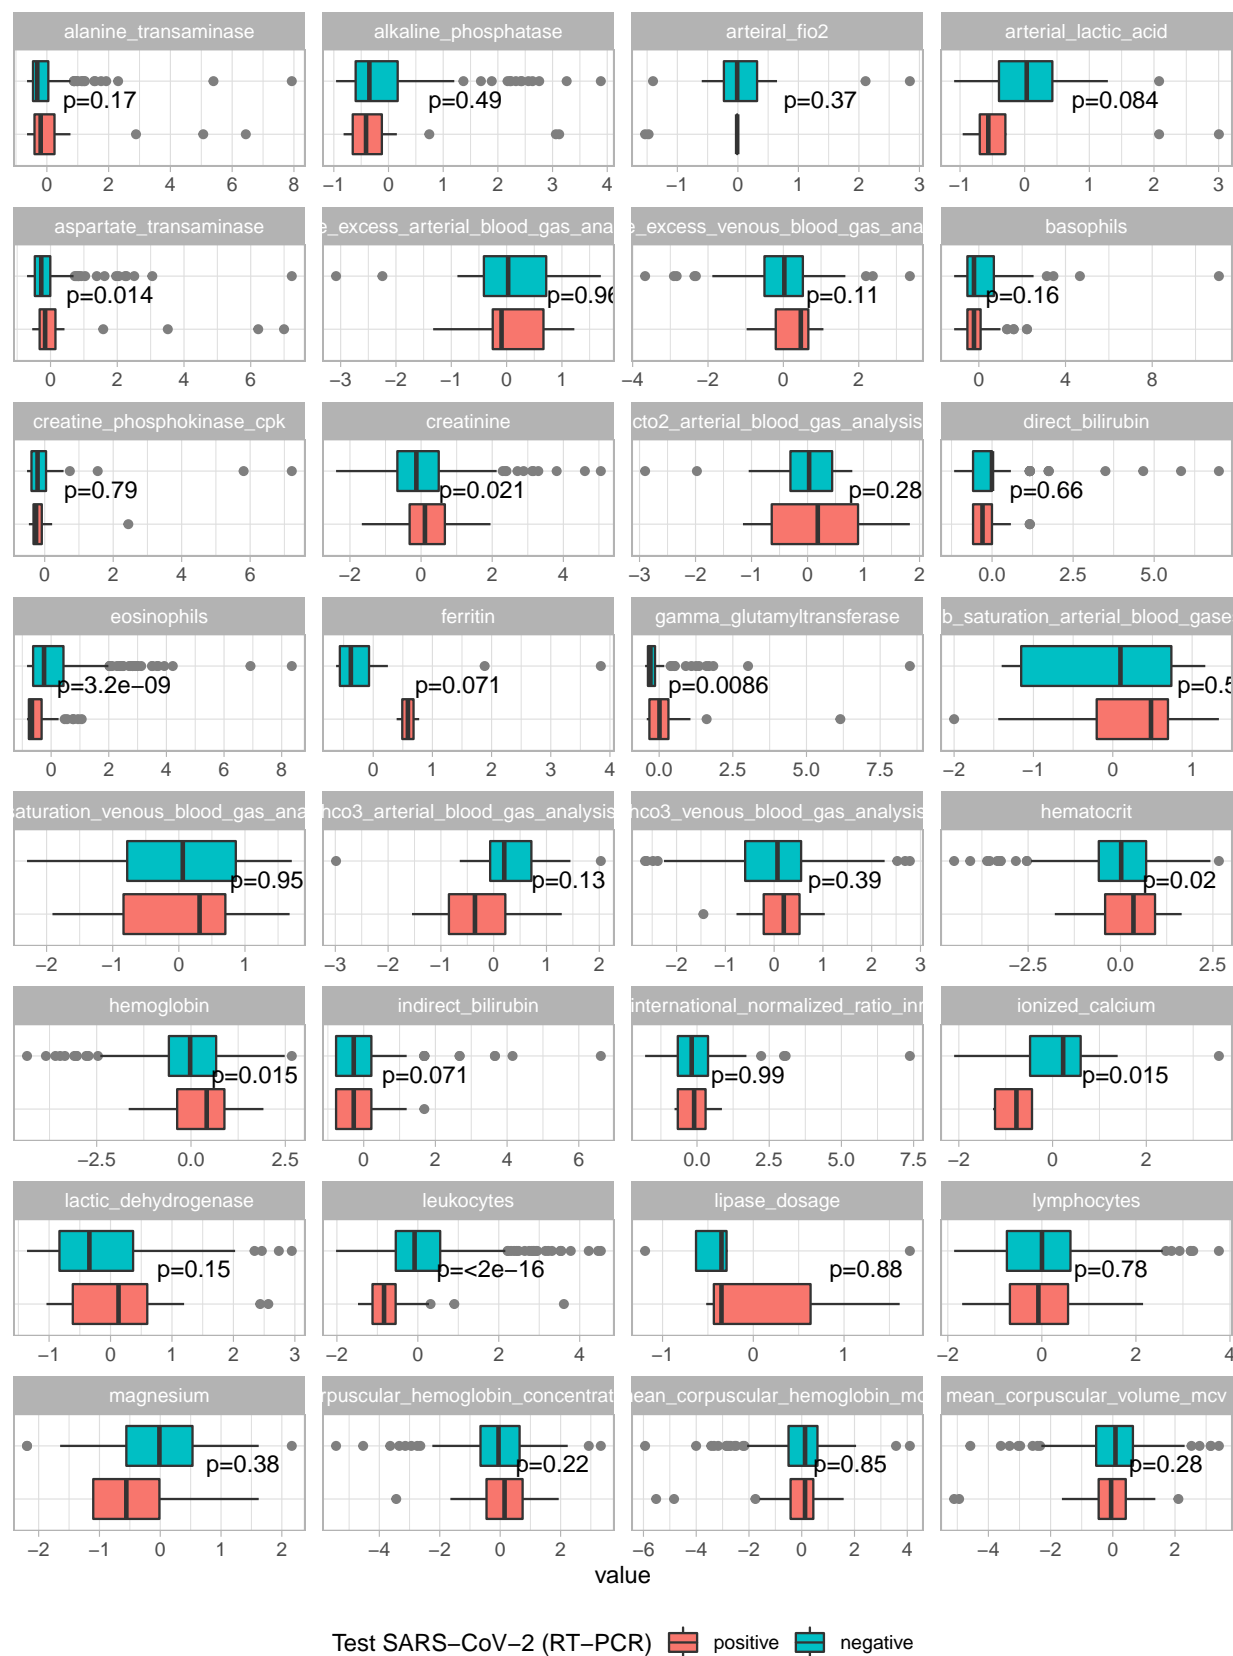 alanine_transaminase alkaline_phosphatase arteiral_fio2 arterial_lactic_acid
p=0.17 p=0.49 p=0.37 p=0.084
0 2 4 6 8 −1 0 1 2 3 4 −1 0 1 2 3 −1 0 1 2 3
aspartate_transaminase e_excess_arterial_blood_gas_ana e_excess_venous_blood_gas_ana basophils
p=0.014 p=0.96 p=0.11 p=0.16
0 2 4 6 −3 −2 −1 0 1 −4 −2 0 2 0 4 8
creatine_phosphokinase_cpk creatinine cto2_arterial_blood_gas_analysis direct_bilirubin
p=0.79 p=0.021 p=0.28 p=0.66
0 2 4 6 −2 0 2 4 −3 −2 −1 0 1 2 0.0 2.5 5.0
eosinophils ferritin gamma_glutamyltransferase b_saturation_arterial_blood_gase
p=3.2e−09 p=0.071 p=0.0086 p=0.5
0 2 4 6 8 0 1 2 3 4 0.0 2.5 5.0 7.5 −2 −1 0 1
saturation_venous_blood_gas_ana hco3_arterial_blood_gas_analysis hco3_venous_blood_gas_analysis hematocrit
p=0.95 p=0.13 p=0.39 p=0.02
−2 −1 0 1 −3 −2 −1 0 1 2 −2 −1 0 1 2 3 −2.5 0.0 2.5
hemoglobin indirect_bilirubin international_normalized_ratio_inr ionized_calcium
p=0.015 p=0.071 p=0.99 p=0.015
−2.5 0.0 2.5 0 2 4 6 0.0 2.5 5.0 7.5 −2 0 2
lactic_dehydrogenase leukocytes lipase_dosage lymphocytes
p=0.15 p=<2e−16 p=0.88 p=0.78
−1 0 1 2 3 −2 0 2 4 −1 0 1 −2 0 2 4
magnesium rpuscular_hemoglobin_concentrat mean_corpuscular_hemoglobin_mc mean_corpuscular_volume_mcv
p=0.38 p=0.22 p=0.85 p=0.28
−2 −1 0 1 2 −4 −2 0 2 −6 −4 −2 0 2 4 −4 −2 0 2
value
Test SARS−CoV−2 (RT−PCR) positive negative